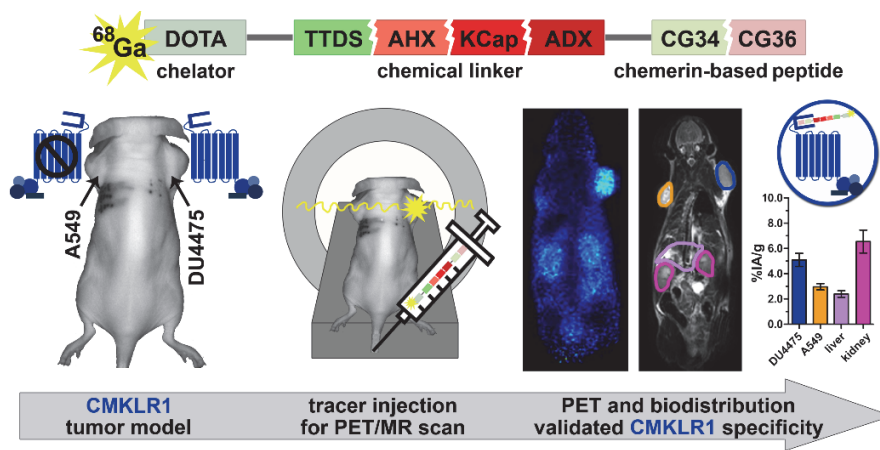 68Ga DOTA TTDS AHX KCap ADX CG34 CG36
chelator chemical linker chemerin-based peptide
A549
DU4475
%IA/g
10.0
8.0
6.0
4.0
2.0
0.0
DU4475
A549
liver
kidney
CMKLR1
tumor model
tracer injection
for PET/MR scan
PET and biodistribution
validated CMKLR1 specificity